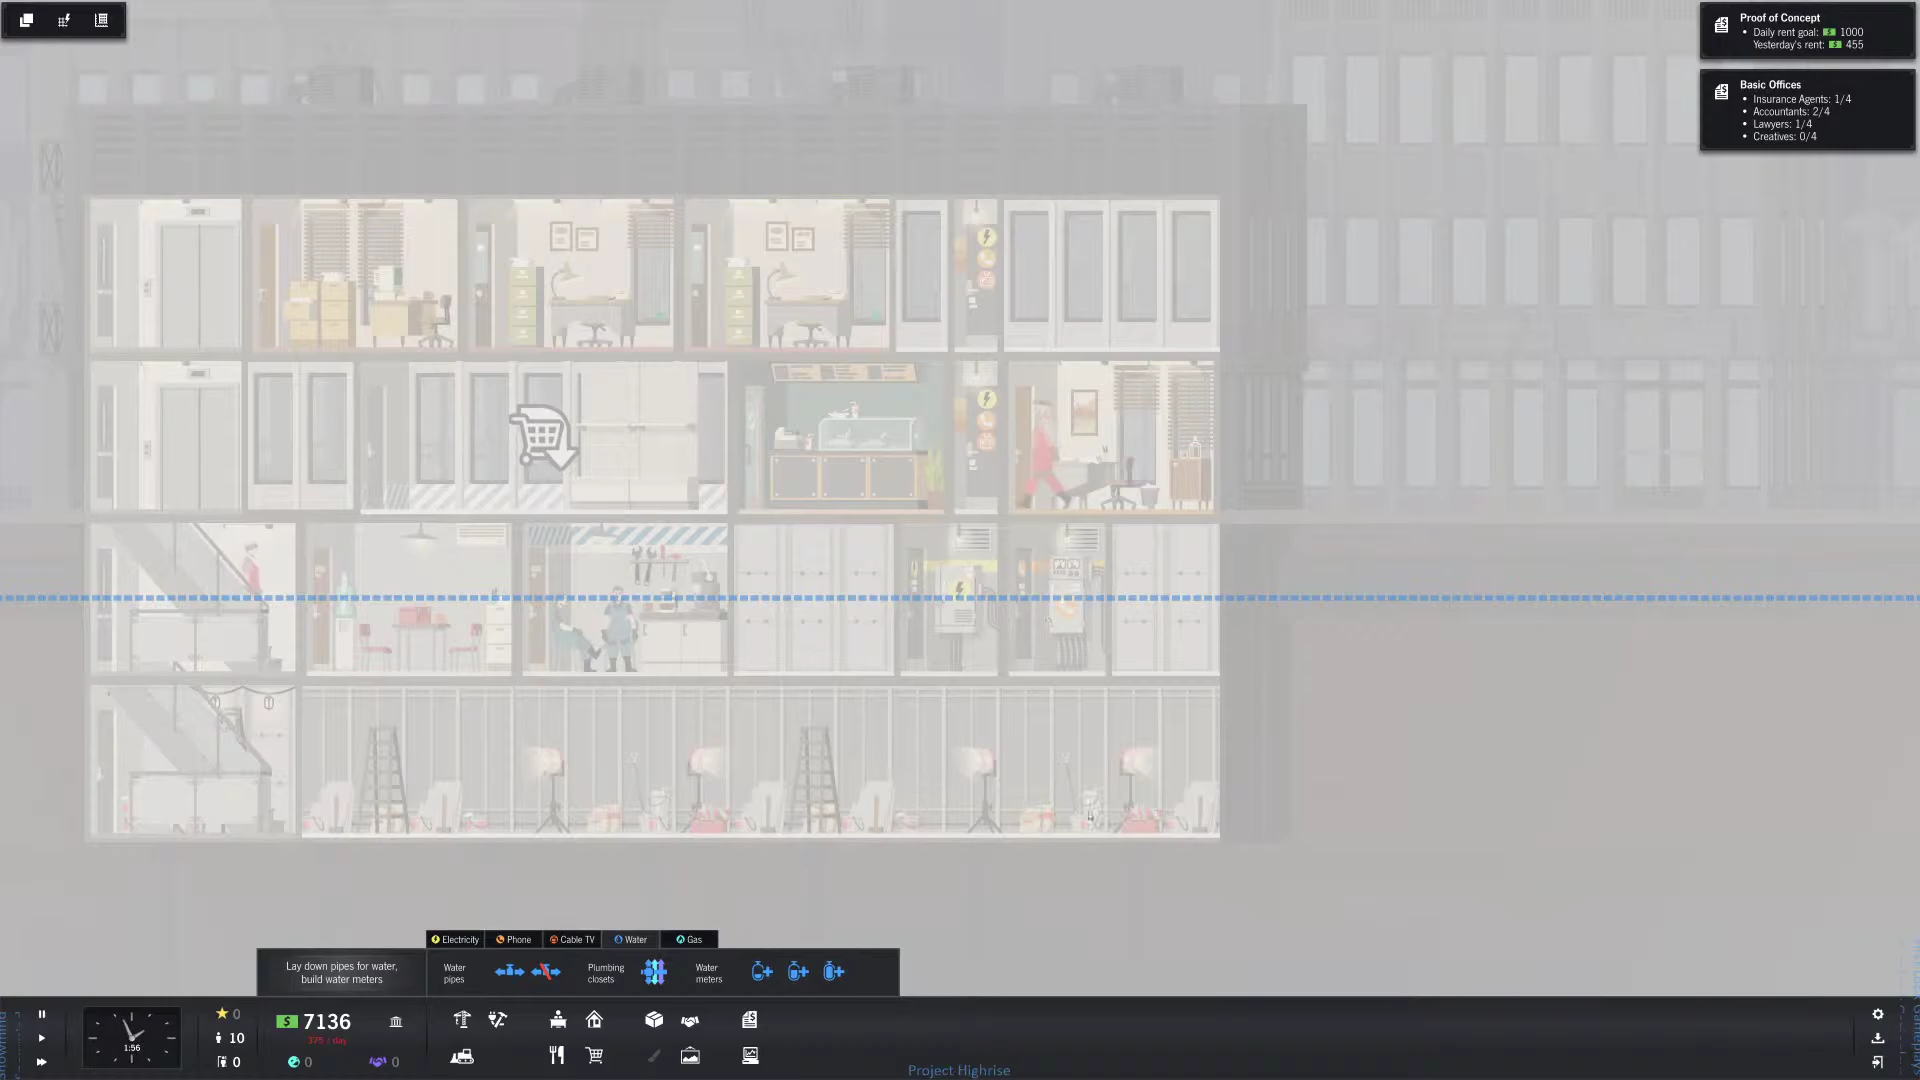 Proof of Concept
• Daily rent goal: $ 1000
Yesterday's rent: $ 455
Basic Offices
• Insurance Agents: 1/4
• Accountants: 2/4
• Lawyers: 1/4
• Creatives: 0/4
Electricity
Phone
Cable TV
Water
Gas
Lay down pipes for water,
build water meters
Water
pipes
Plumbing
closets
Water
meters
1:56
0
10
0
$ 7136
375 / day
0
0
Project Highrise